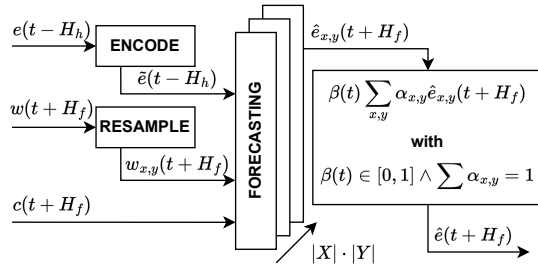 e(t − H_h)
ENCODE
ẽ(t − H_h)
w(t + H_f)
RESAMPLE
w_{x,y}(t + H_f)
c(t + H_f)
FORECASTING
|X| · |Y|
ê_{x,y}(t + H_f)
β(t) ∑_{x,y} α_{x,y} ê_{x,y}(t + H_f)
with
β(t) ∈ [0, 1] ∧ ∑ α_{x,y} = 1
ê(t + H_f)